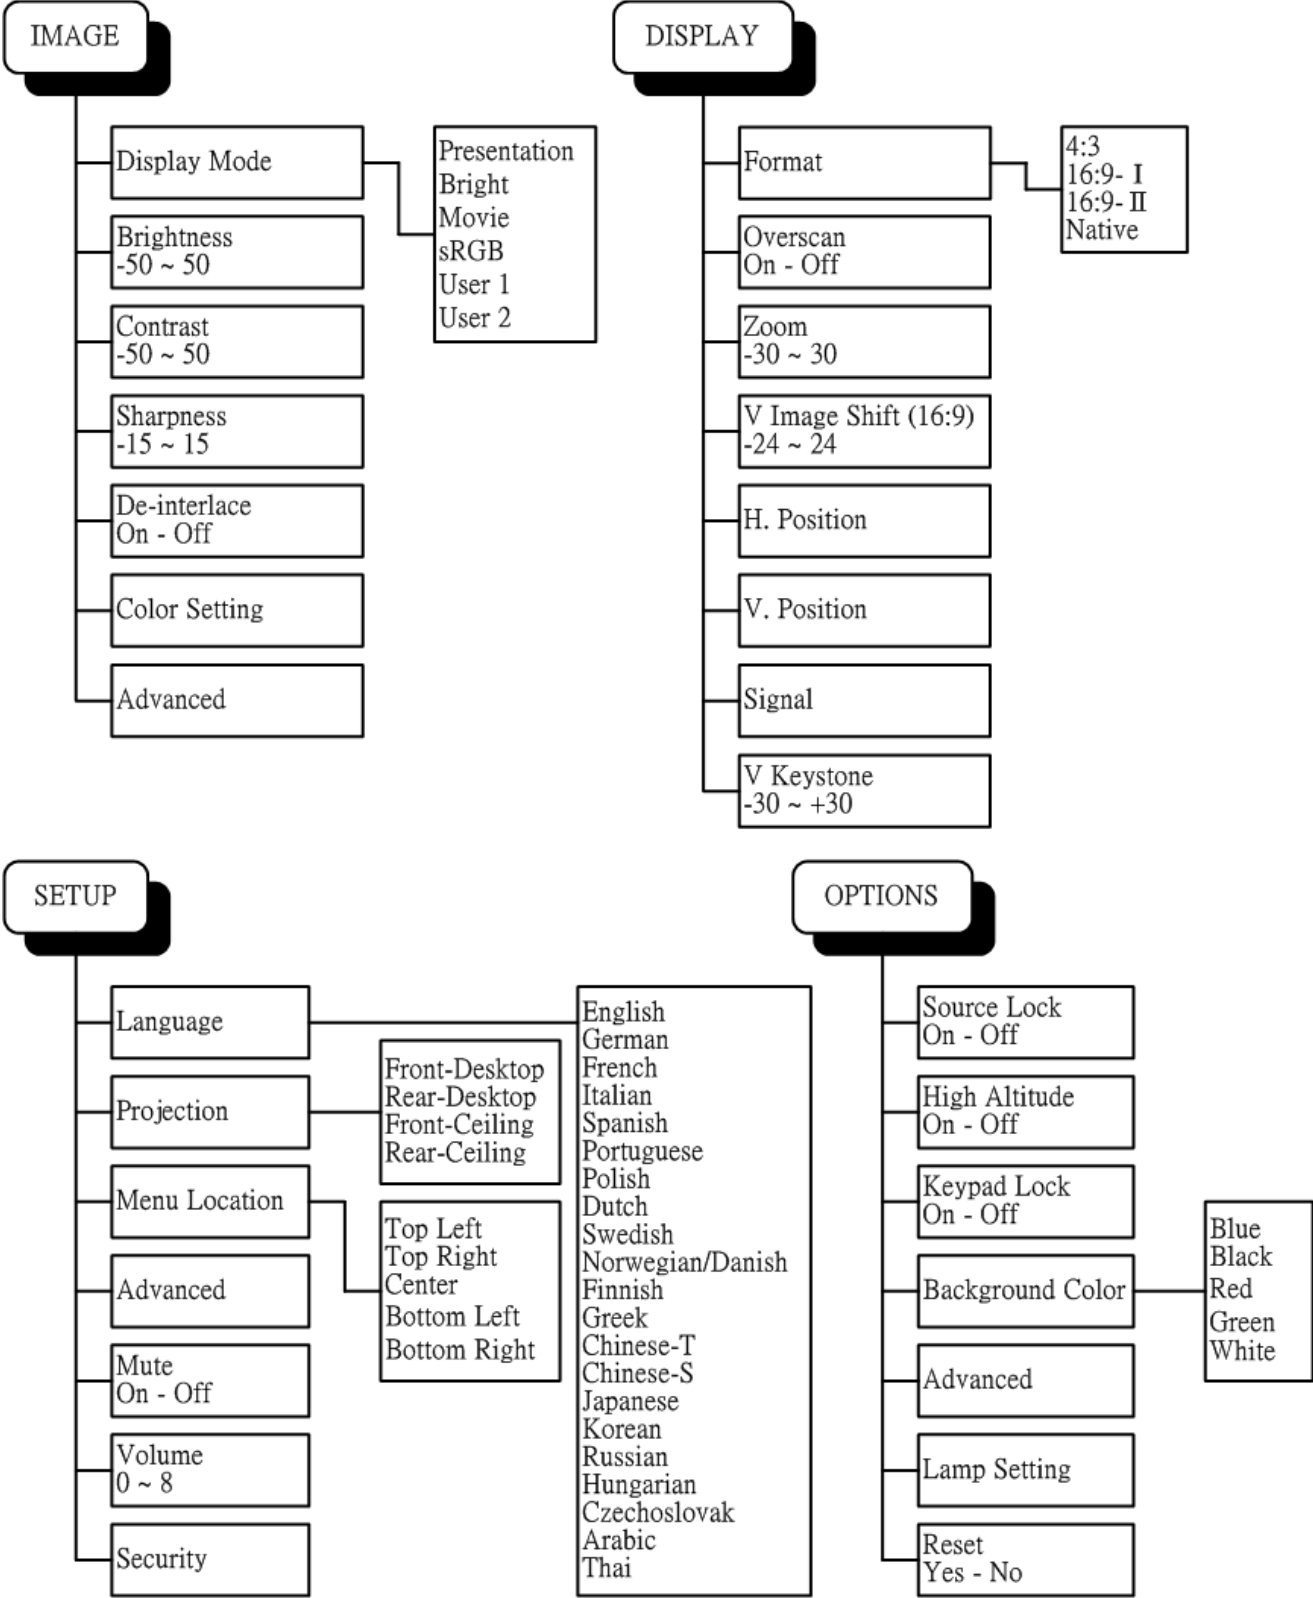 IMAGE
Display Mode
Presentation
Bright
Movie
sRGB
User 1
User 2
Brightness
-50 ~ 50
Contrast
-50 ~ 50
Sharpness
-15 ~ 15
De-interlace
On - Off
Color Setting
Advanced
DISPLAY
Format
4:3
16:9- I
16:9- II
Native
Overscan
On - Off
Zoom
-30 ~ 30
V Image Shift (16:9)
-24 ~ 24
H. Position
V. Position
Signal
V Keystone
-30 ~ +30
SETUP
Language
English
German
French
Italian
Spanish
Portuguese
Polish
Dutch
Swedish
Norwegian/Danish
Finnish
Greek
Chinese-T
Chinese-S
Japanese
Korean
Russian
Hungarian
Czechoslovak
Arabic
Thai
Projection
Front-Desktop
Rear-Desktop
Front-Ceiling
Rear-Ceiling
Menu Location
Top Left
Top Right
Center
Bottom Left
Bottom Right
Advanced
Mute
On - Off
Volume
0 ~ 8
Security
OPTIONS
Source Lock
On - Off
High Altitude
On - Off
Keypad Lock
On - Off
Background Color
Blue
Black
Red
Green
White
Advanced
Lamp Setting
Reset
Yes - No